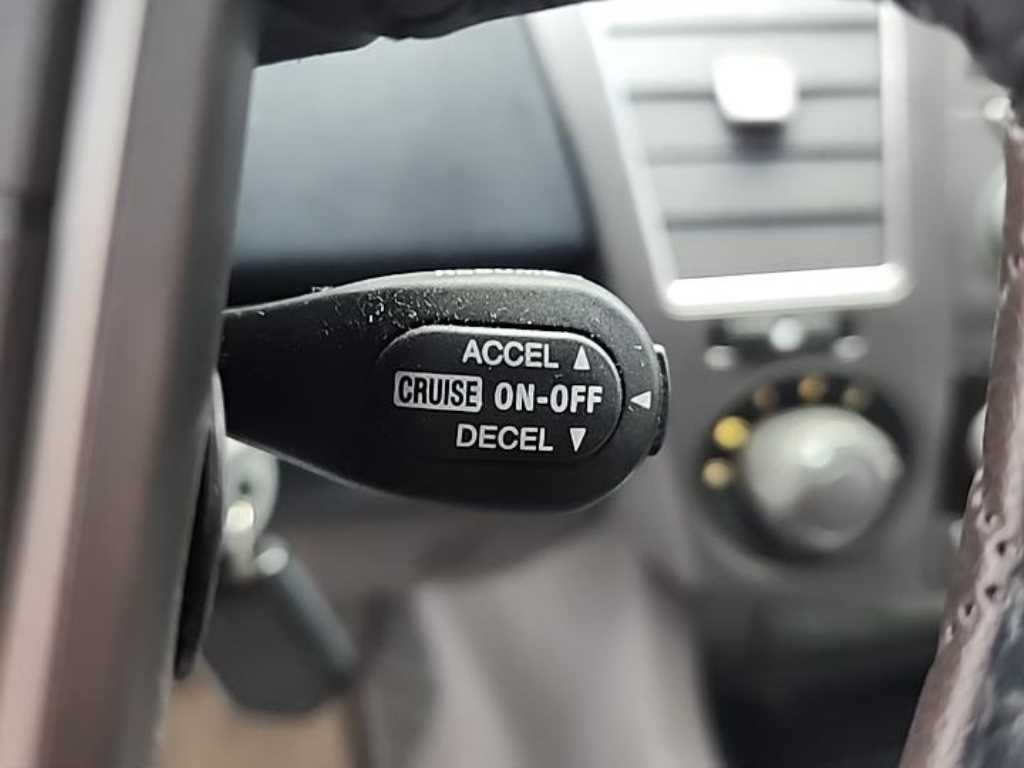 ACCEL ▲
CRUISE ON-OFF ◀
DECEL ▼